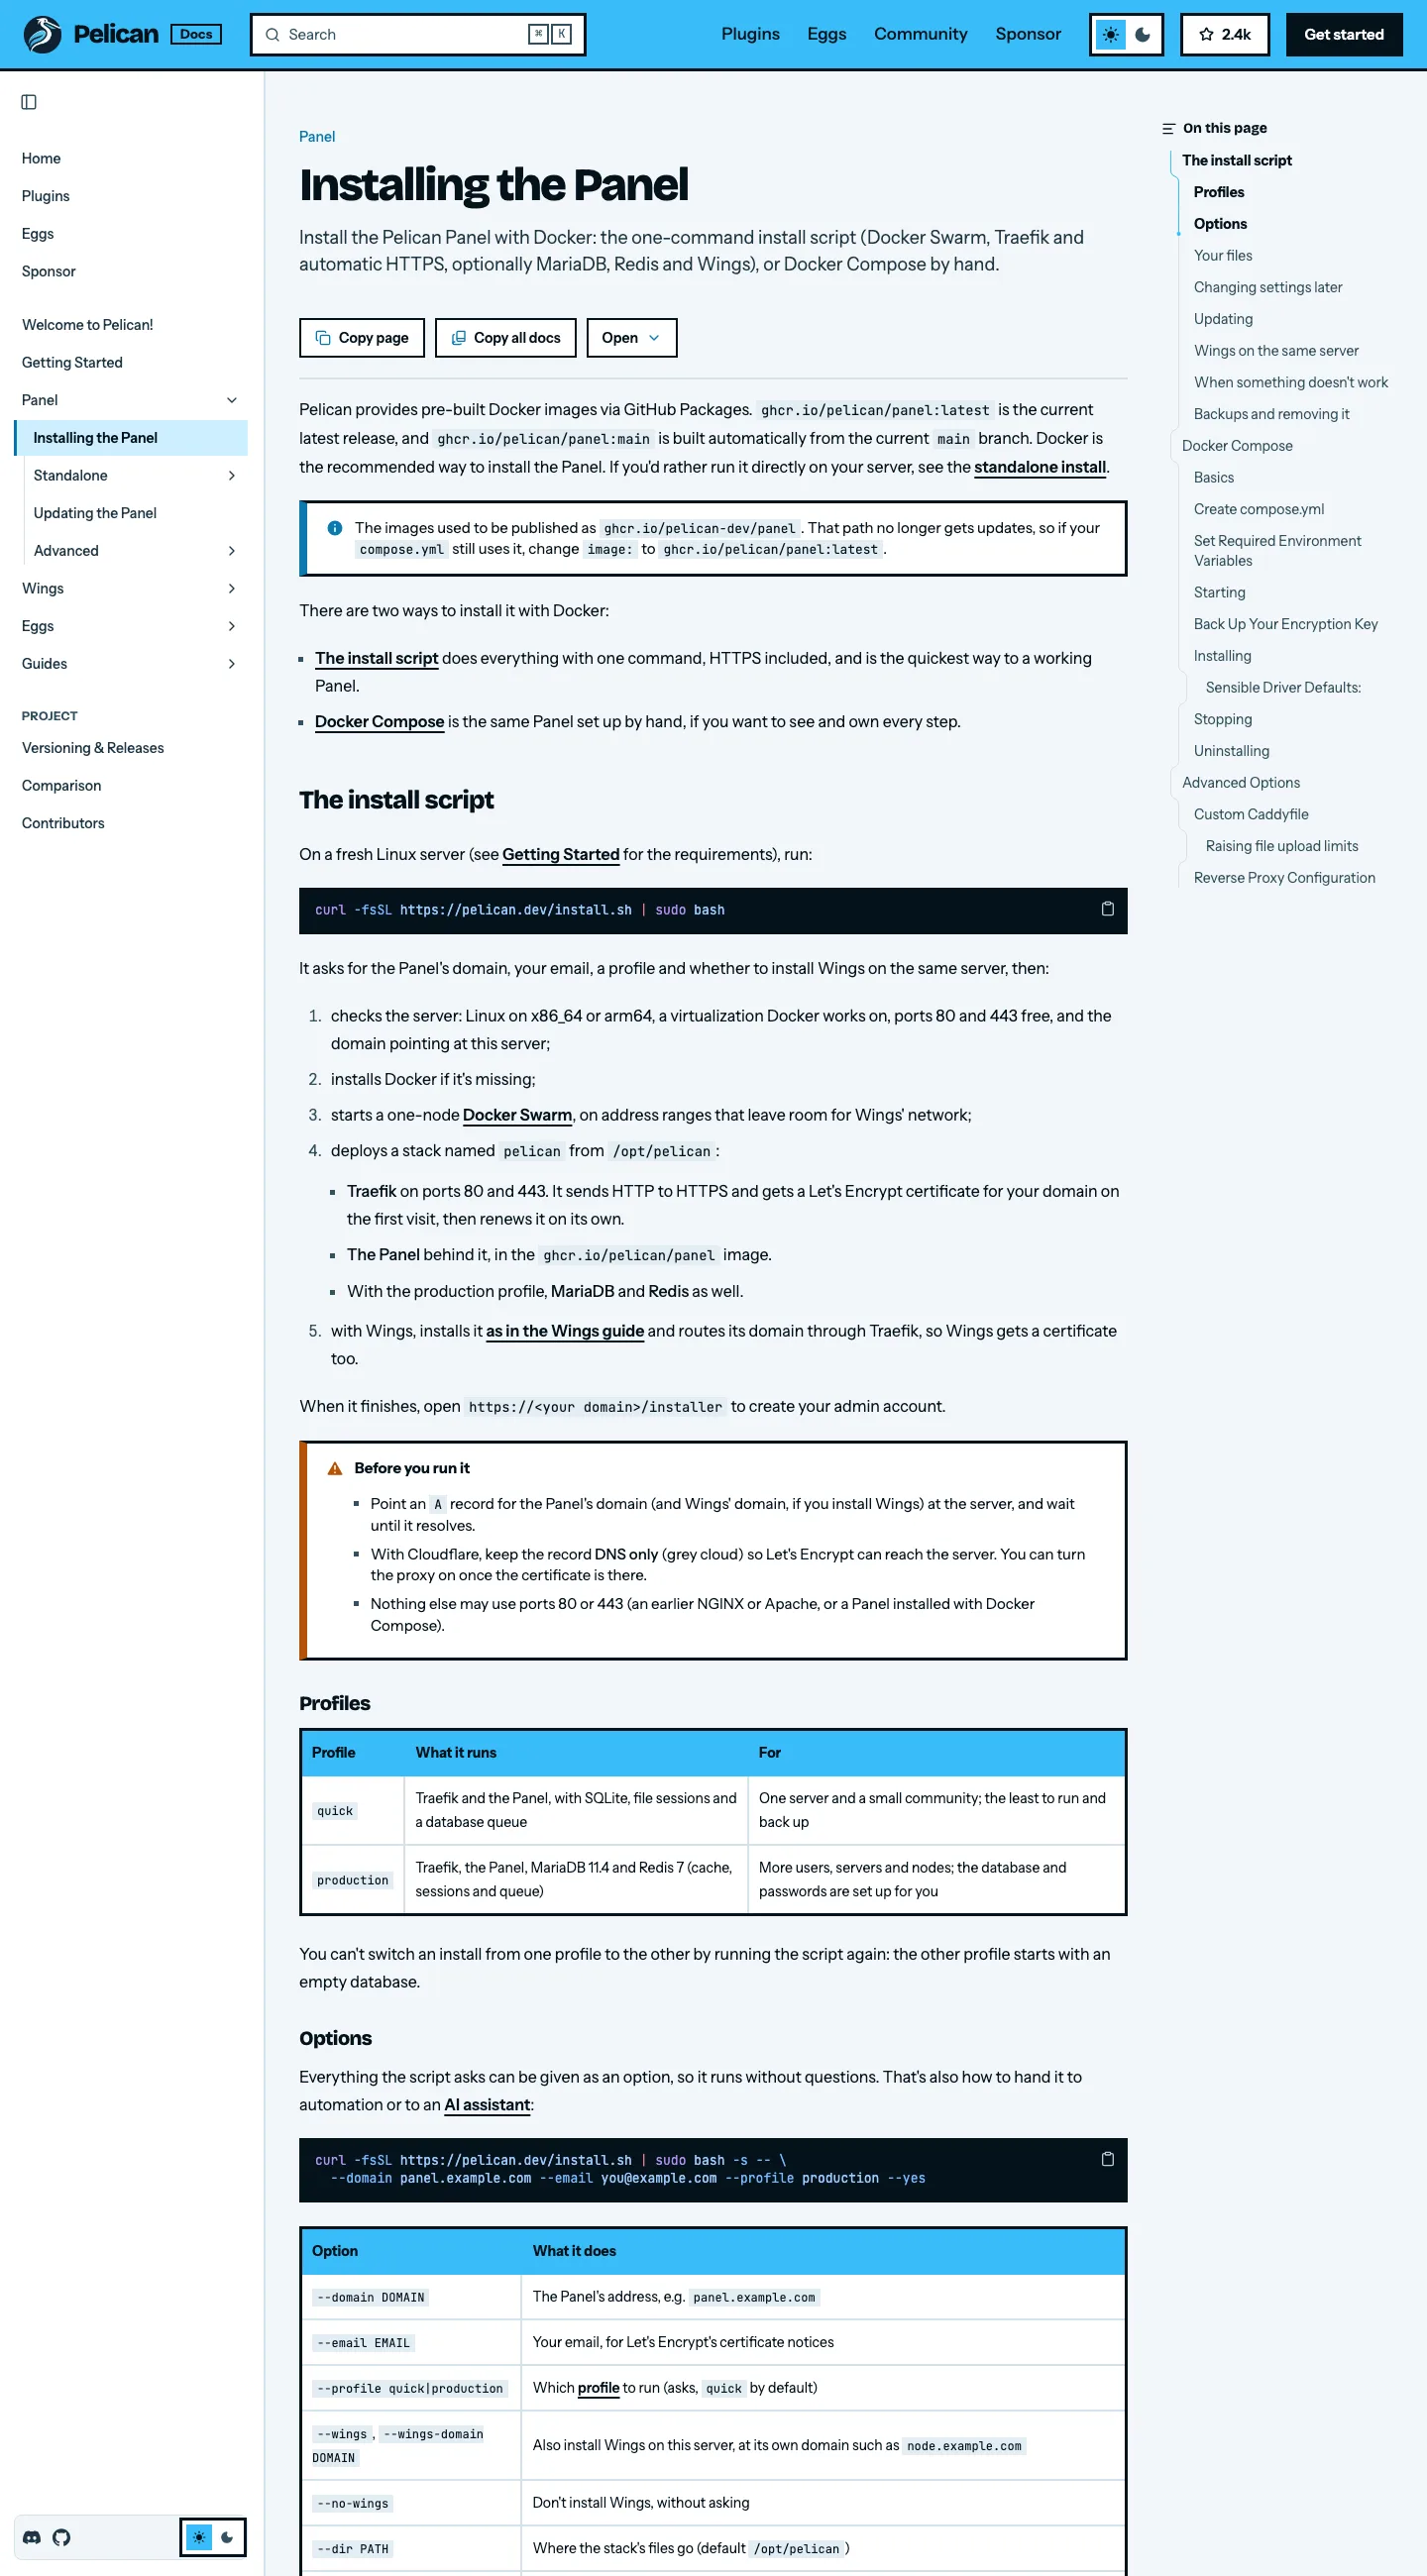 Pelican Docs
Search ⌘ K
Plugins Eggs Community Sponsor
2.4k
Get started
Home
Plugins
Eggs
Sponsor
Welcome to Pelican!
Getting Started
Panel
Installing the Panel
Standalone
Updating the Panel
Advanced
Wings
Eggs
Guides
PROJECT
Versioning & Releases
Comparison
Contributors
Panel
Installing the Panel
Install the Pelican Panel with Docker: the one-command install script (Docker Swarm, Traefik and
automatic HTTPS, optionally MariaDB, Redis and Wings), or Docker Compose by hand.
Copy page
Copy all docs
Open
Pelican provides pre-built Docker images via GitHub Packages. ghcr.io/pelican/panel:latest is the current
latest release, and ghcr.io/pelican/panel:main is built automatically from the current main branch. Docker is
the recommended way to install the Panel. If you'd rather run it directly on your server, see the standalone install.
The images used to be published as ghcr.io/pelican-dev/panel. That path no longer gets updates, so if your
compose.yml still uses it, change image: to ghcr.io/pelican/panel:latest.
There are two ways to install it with Docker:
The install script does everything with one command, HTTPS included, and is the quickest way to a working
Panel.
Docker Compose is the same Panel set up by hand, if you want to see and own every step.
The install script
On a fresh Linux server (see Getting Started for the requirements), run:
curl -fsSL https://pelican.dev/install.sh | sudo bash
It asks for the Panel's domain, your email, a profile and whether to install Wings on the same server, then:
1. checks the server: Linux on x86_64 or arm64, a virtualization Docker works on, ports 80 and 443 free, and the
domain pointing at this server;
2. installs Docker if it's missing;
3. starts a one-node Docker Swarm, on address ranges that leave room for Wings' network;
4. deploys a stack named pelican from /opt/pelican:
Traefik on ports 80 and 443. It sends HTTP to HTTPS and gets a Let's Encrypt certificate for your domain on
the first visit, then renews it on its own.
The Panel behind it, in the ghcr.io/pelican/panel image.
With the production profile, MariaDB and Redis as well.
5. with Wings, installs it as in the Wings guide and routes its domain through Traefik, so Wings gets a certificate
too.
When it finishes, open https://<your domain>/installer to create your admin account.
Before you run it
Point an A record for the Panel's domain (and Wings' domain, if you install Wings) at the server, and wait
until it resolves.
With Cloudflare, keep the record DNS only (grey cloud) so Let's Encrypt can reach the server. You can turn
the proxy on once the certificate is there.
Nothing else may use ports 80 or 443 (an earlier NGINX or Apache, or a Panel installed with Docker
Compose).
Profiles
Profile What it runs For
quick Traefik and the Panel, with SQLite, file sessions and a database queue One server and a small community; the least to run and back up
production Traefik, the Panel, MariaDB 11.4 and Redis 7 (cache, sessions and queue) More users, servers and nodes; the database and passwords are set up for you
You can't switch an install from one profile to the other by running the script again: the other profile starts with an
empty database.
Options
Everything the script asks can be given as an option, so it runs without questions. That's also how to hand it to
automation or to an AI assistant:
curl -fsSL https://pelican.dev/install.sh | sudo bash -s -- \
--domain panel.example.com --email you@example.com --profile production --yes
Option What it does
--domain DOMAIN The Panel's address, e.g. panel.example.com
--email EMAIL Your email, for Let's Encrypt's certificate notices
--profile quick|production Which profile to run (asks, quick by default)
--wings, --wings-domain DOMAIN Also install Wings on this server, at its own domain such as node.example.com
--no-wings Don't install Wings, without asking
--dir PATH Where the stack's files go (default /opt/pelican)
On this page
The install script
Profiles
Options
Your files
Changing settings later
Updating
Wings on the same server
When something doesn't work
Backups and removing it
Docker Compose
Basics
Create compose.yml
Set Required Environment
Variables
Starting
Back Up Your Encryption Key
Installing
Sensible Driver Defaults:
Stopping
Uninstalling
Advanced Options
Custom Caddyfile
Raising file upload limits
Reverse Proxy Configuration